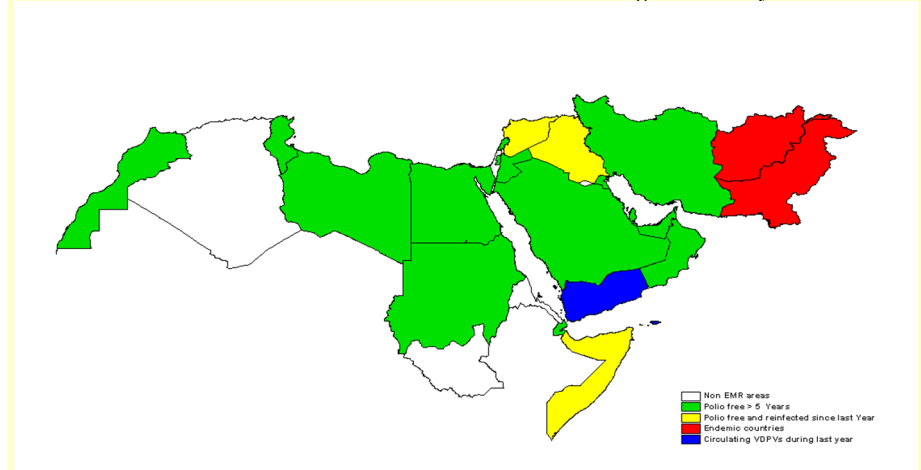 Non EMR areas
Polio free > 5 Years
Polio free and reinfected since last Year
Endemic countries
Circulating VDPVs during last year